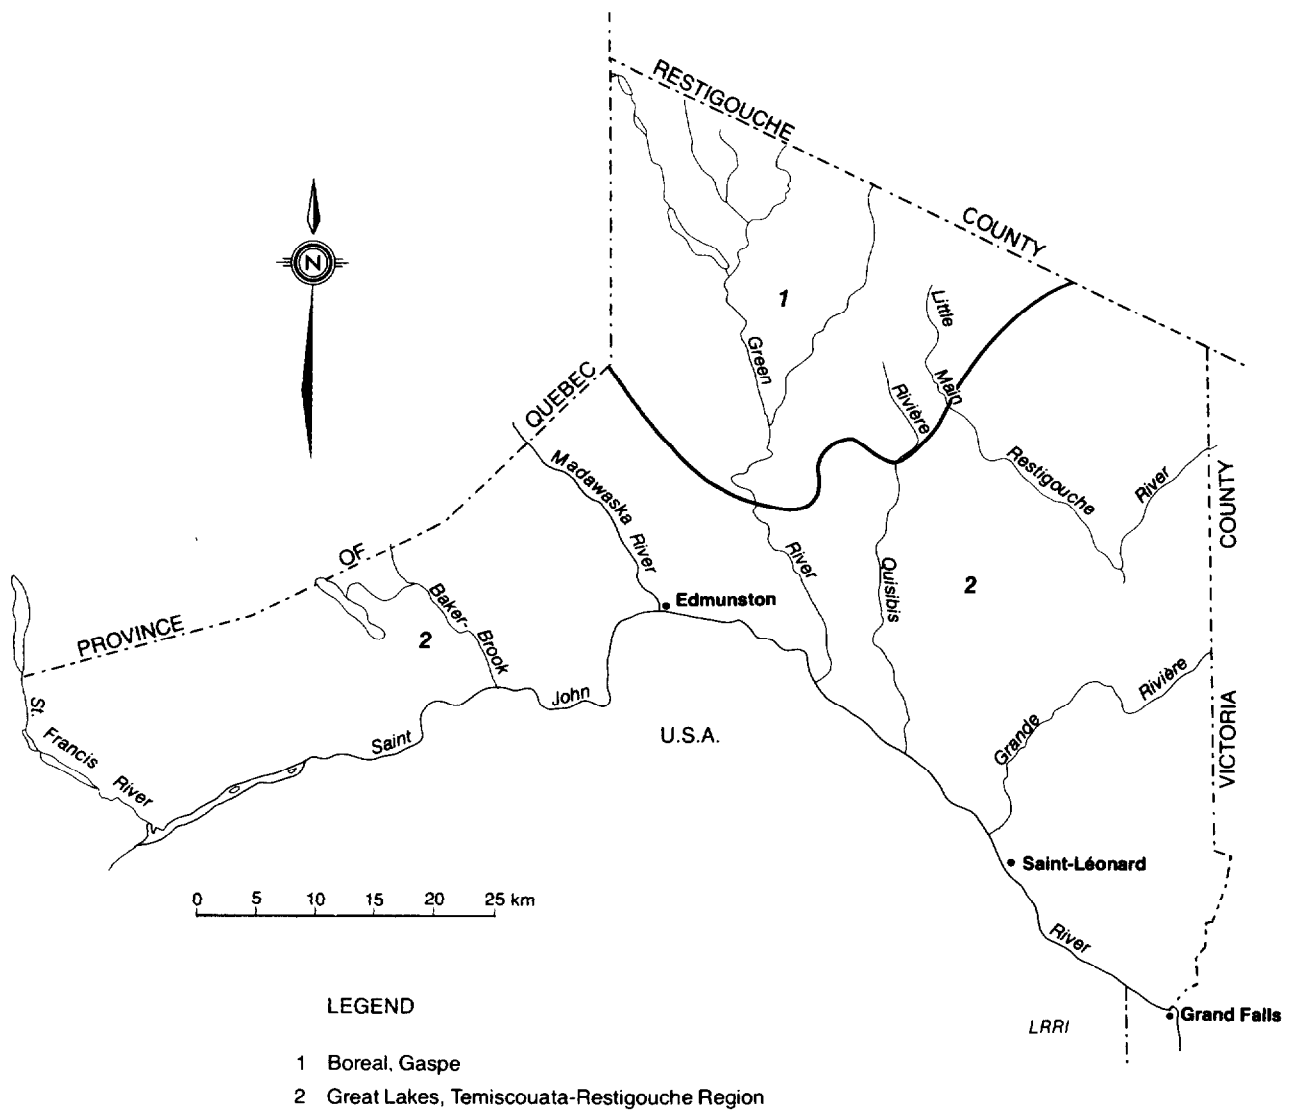 RESTIGOUCHE
COUNTY
N
1
Little
Main
Restigouche
River
Green
River
Rivière
Quisibis
QUEBEC
OF
PROVINCE
Madawaska River
Edmunston
Baker-Brook
2
2
COUNTY
VICTORIA
St.
Francis
River
Saint
John
River
U.S.A.
Grande
Rivière
Saint-Léonard
Grand Falls
LRRI
0 5 10 15 20 25 km
LEGEND
1 Boreal, Gaspe
2 Great Lakes, Temiscouata-Restigouche Region